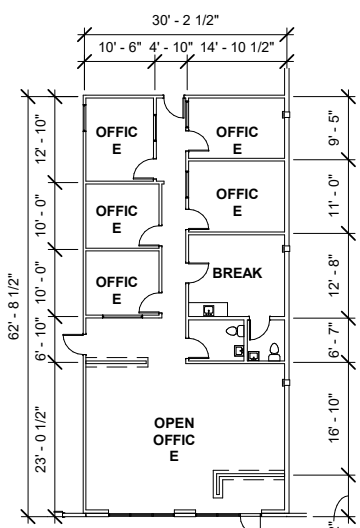 30' - 2 1/2"
10' - 6" 4' - 10" 14' - 10 1/2"
OFFIC
E
OFFIC
E
12' - 10"
9' - 5"
OFFIC
E
OFFIC
E
10' - 0"
11' - 0"
OFFIC
E
BREAK
10' - 0"
12' - 8"
62' - 8 1/2"
6' - 10"
6' - 7"
OPEN
OFFIC
E
23' - 0 1/2"
16' - 10"